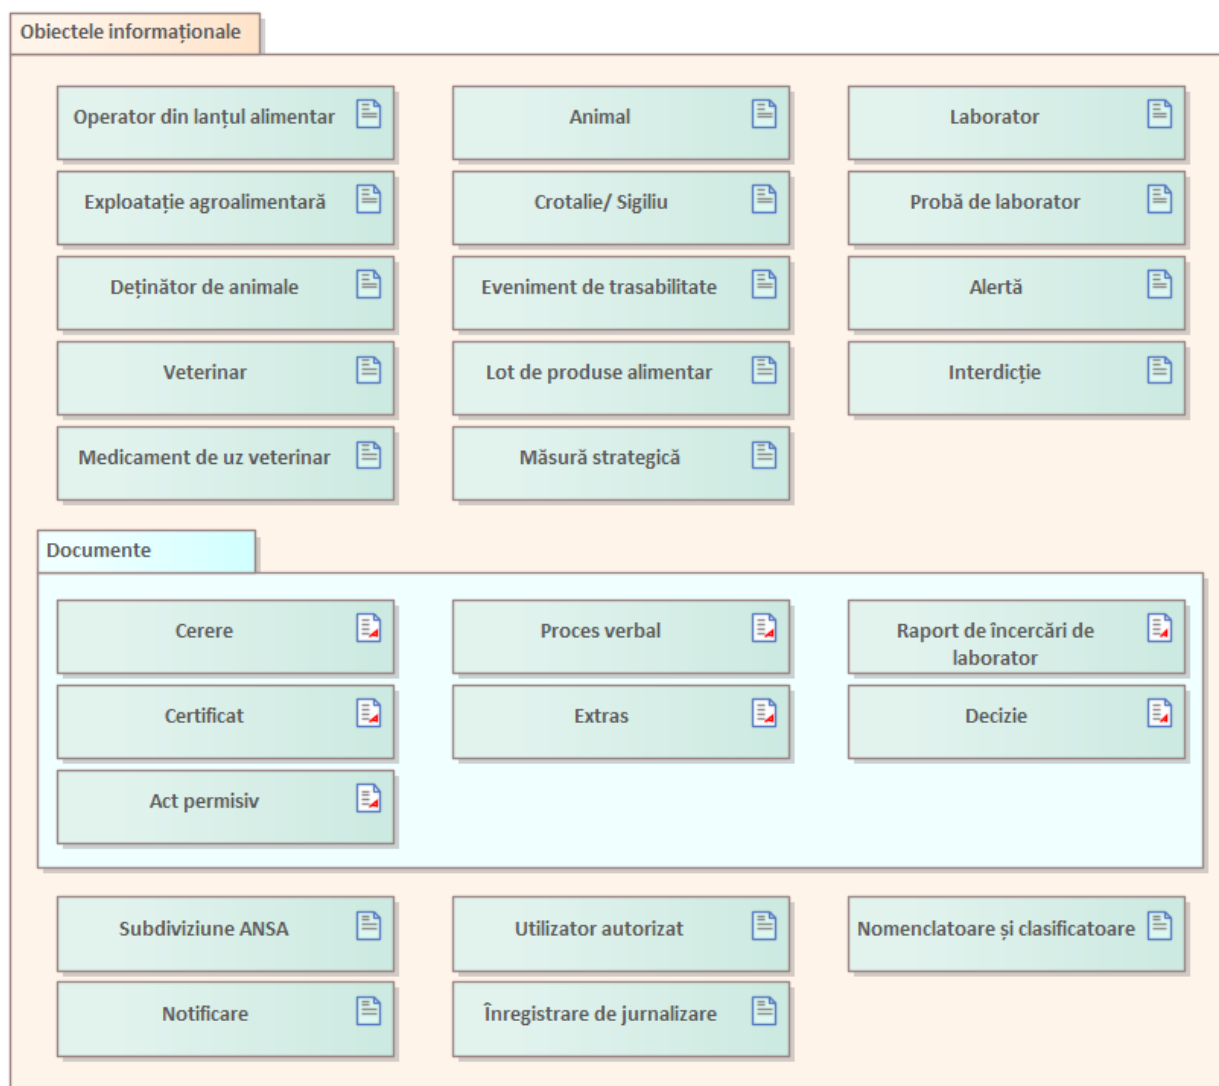 Obiectele informaționale
Operator din lanțul alimentar
Animal
Laborator
Exploatație agroalimentară
Crotalie/ Sigiliu
Probă de laborator
Deținător de animale
Eveniment de trasabilitate
Alertă
Veterinar
Lot de produse alimentar
Interdicție
Medicament de uz veterinar
Măsură strategică
Documente
Cerere
Proces verbal
Raport de încercări de
laborator
Certificat
Extras
Decizie
Act permisiv
Subdiviziune ANSA
Utilizator autorizat
Nomenclatoare și clasificatoare
Notificare
Înregistrare de jurnalizare